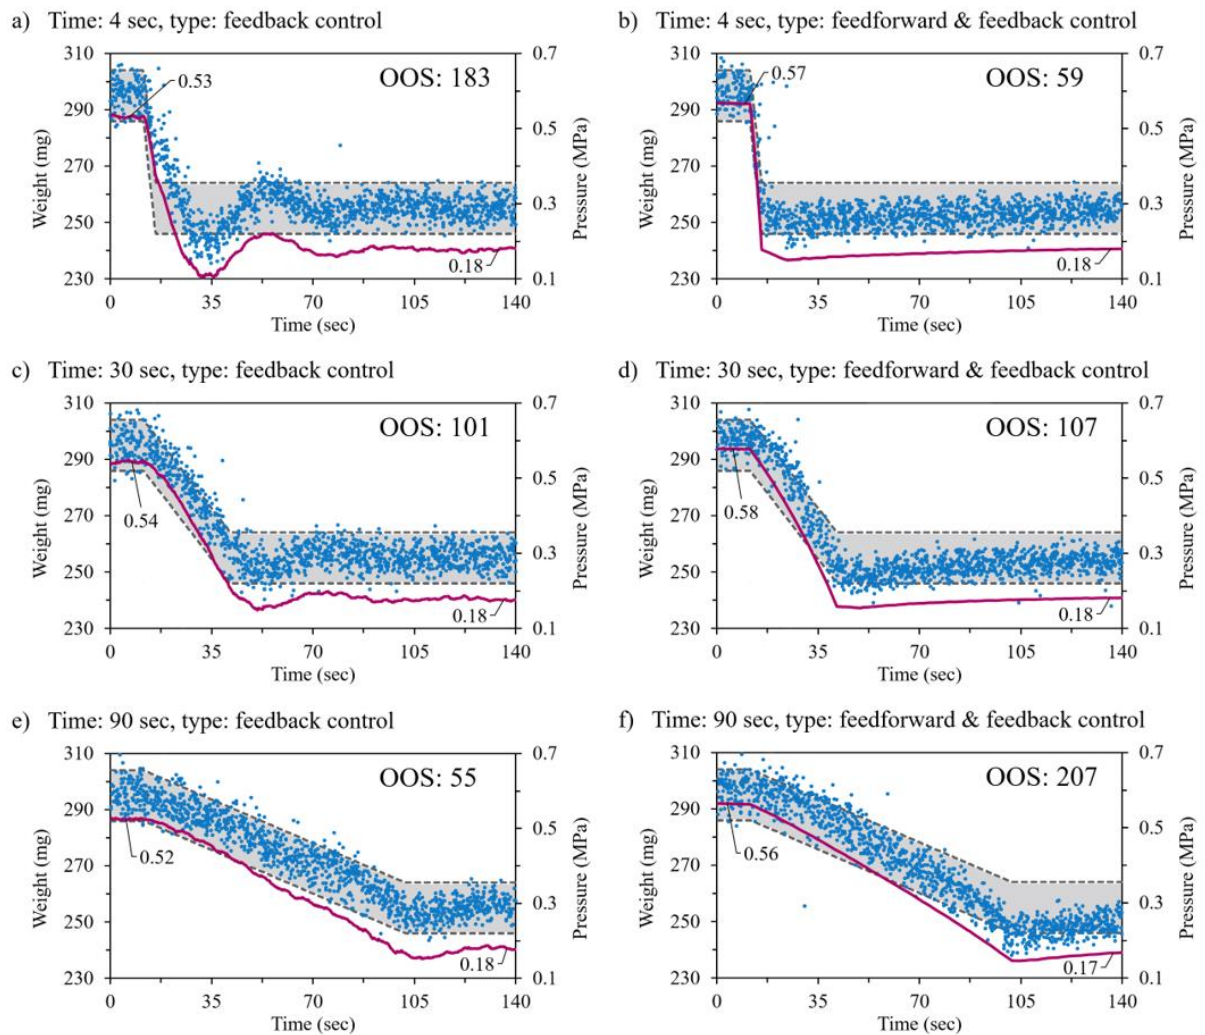 a) Time: 4 sec, type: feedback control
310
290
270
250
230
Weight (mg)
0.7
0.5
0.3
0.1
Pressure (MPa)
0.53
OOS: 183
0.18
0 35 70 105 140
Time (sec)
b) Time: 4 sec, type: feedforward & feedback control
310
290
270
250
230
Weight (mg)
0.7
0.5
0.3
0.1
Pressure (MPa)
0.57
OOS: 59
0.18
0 35 70 105 140
Time (sec)
c) Time: 30 sec, type: feedback control
310
290
270
250
230
Weight (mg)
0.7
0.5
0.3
0.1
Pressure (MPa)
OOS: 101
0.54
0.18
0 35 70 105 140
Time (sec)
d) Time: 30 sec, type: feedforward & feedback control
310
290
270
250
230
Weight (mg)
0.7
0.5
0.3
0.1
Pressure (MPa)
OOS: 107
0.58
0.18
0 35 70 105 140
Time (sec)
e) Time: 90 sec, type: feedback control
310
290
270
250
230
Weight (mg)
0.7
0.5
0.3
0.1
Pressure (MPa)
OOS: 55
0.52
0.18
0 35 70 105 140
Time (sec)
f) Time: 90 sec, type: feedforward & feedback control
310
290
270
250
230
Weight (mg)
0.7
0.5
0.3
0.1
Pressure (MPa)
OOS: 207
0.56
0.17
0 35 70 105 140
Time (sec)